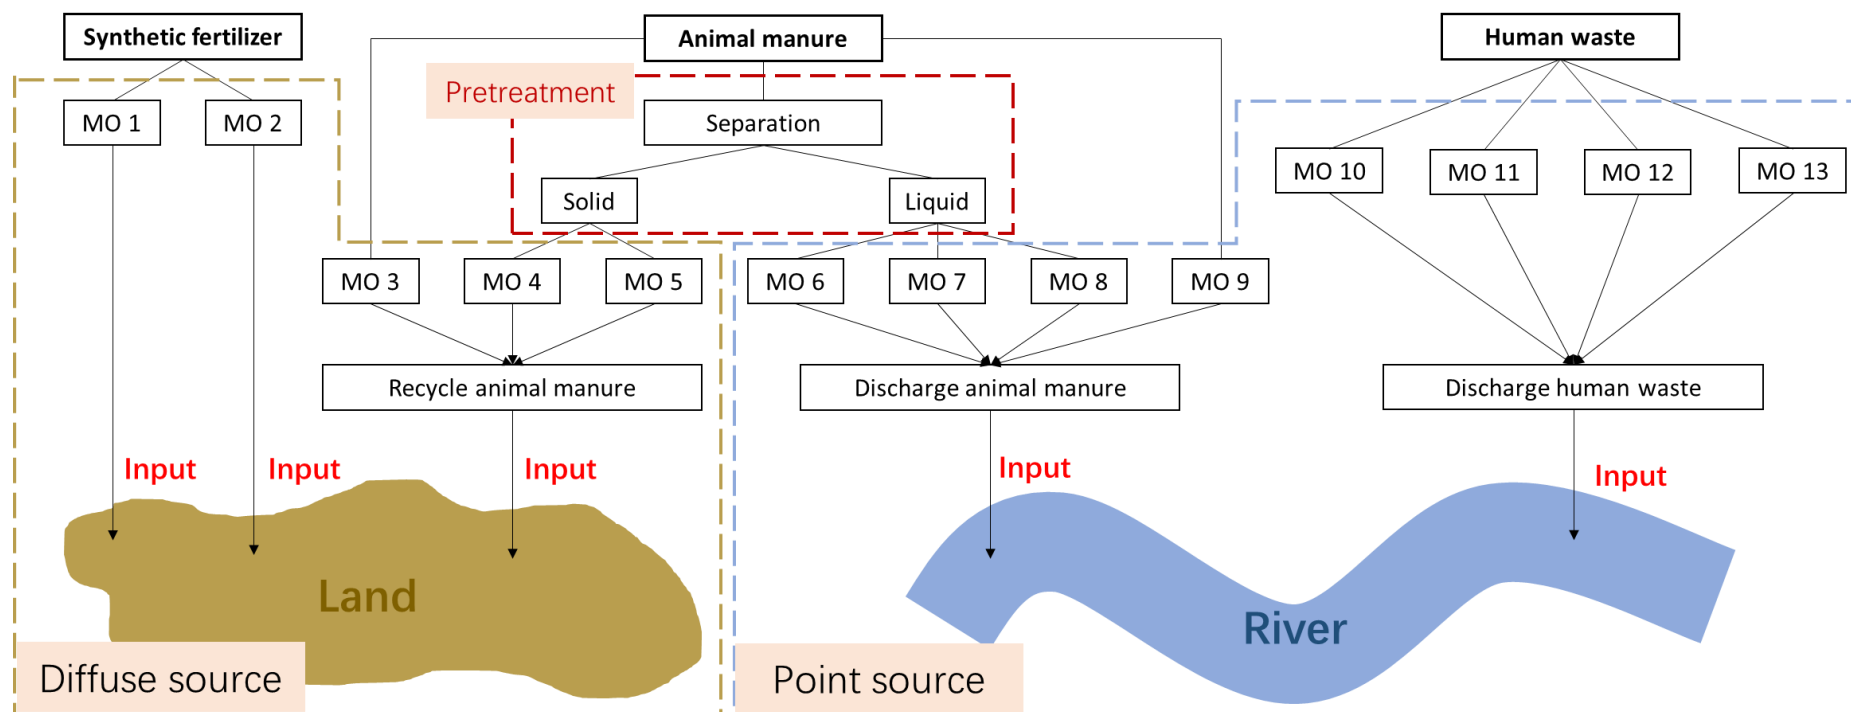 Synthetic fertilizer
Animal manure
Human waste
Pretreatment
MO 1
MO 2
Separation
MO 10
MO 11
MO 12
MO 13
Solid
Liquid
MO 3
MO 4
MO 5
MO 6
MO 7
MO 8
MO 9
Recycle animal manure
Discharge animal manure
Discharge human waste
Input
Input
Input
Input
Input
Land
River
Diffuse source
Point source